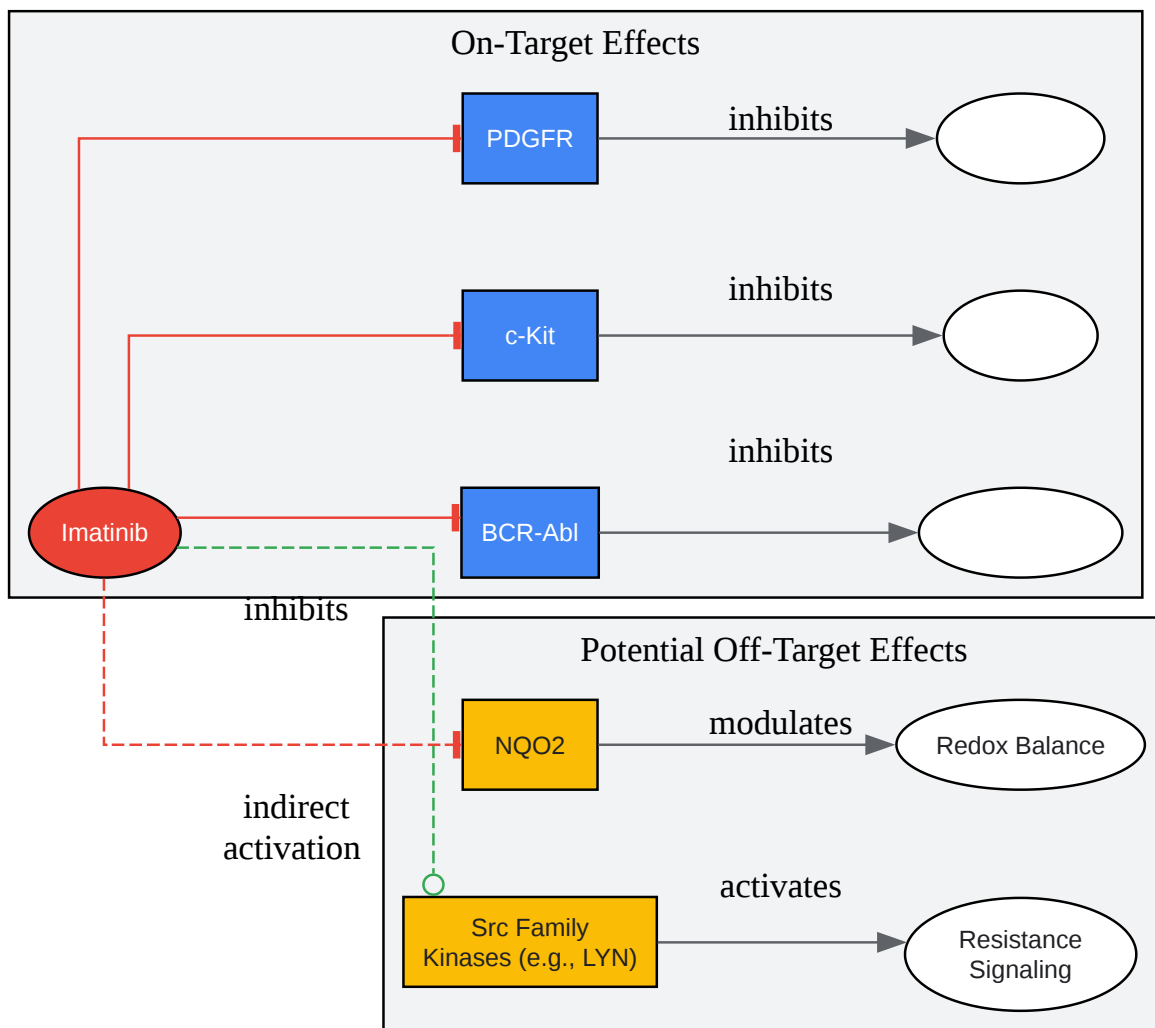 On-Target Effects
PDGFR
inhibits
c-Kit
inhibits
Imatinib
BCR-Abl
inhibits
inhibits
Potential Off-Target Effects
NQO2
modulates
Redox Balance
indirect
activation
Src Family
Kinases (e.g., LYN)
activates
Resistance
Signaling